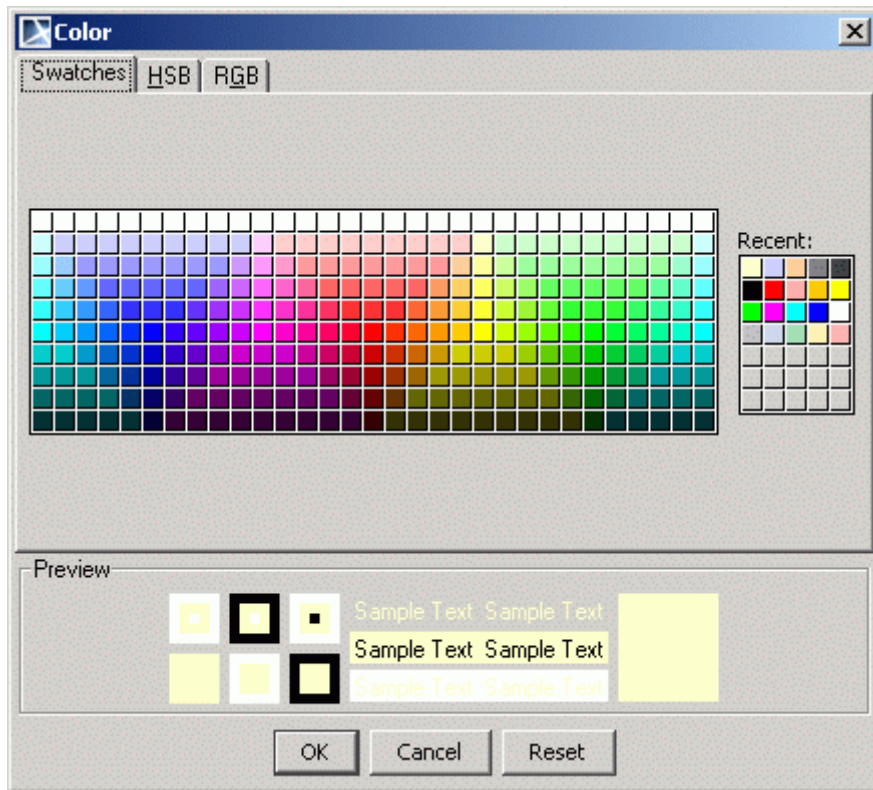 Color
Swatches HSB RGB
Recent:
Preview
Sample Text Sample Text
Sample Text Sample Text
Sample Text Sample Text
OK Cancel Reset